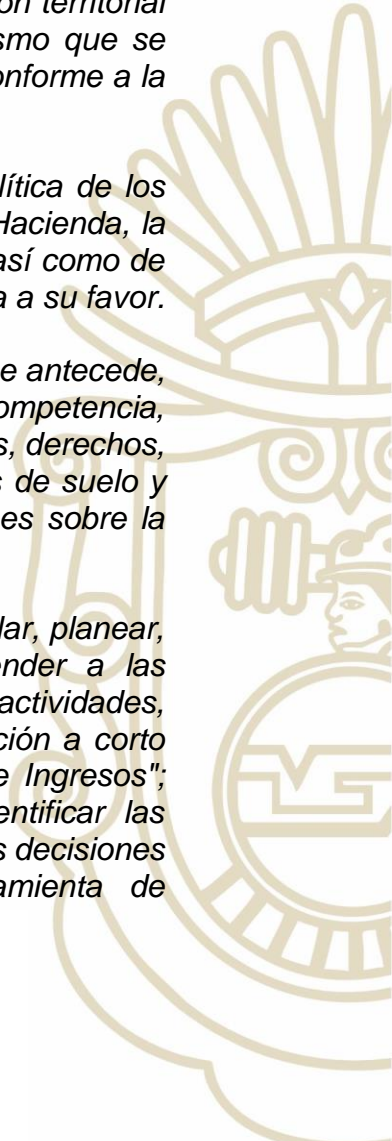 ón territorial
smo que se
onforme a la
lítica de los
Hacienda, la
así como de
a a su favor.
e antecede,
ompetencia,
s, derechos,
s de suelo y
es sobre la
lar, planear,
ender a las
actividades,
ción a corto
e Ingresos";
entificar las
s decisiones
amienta de